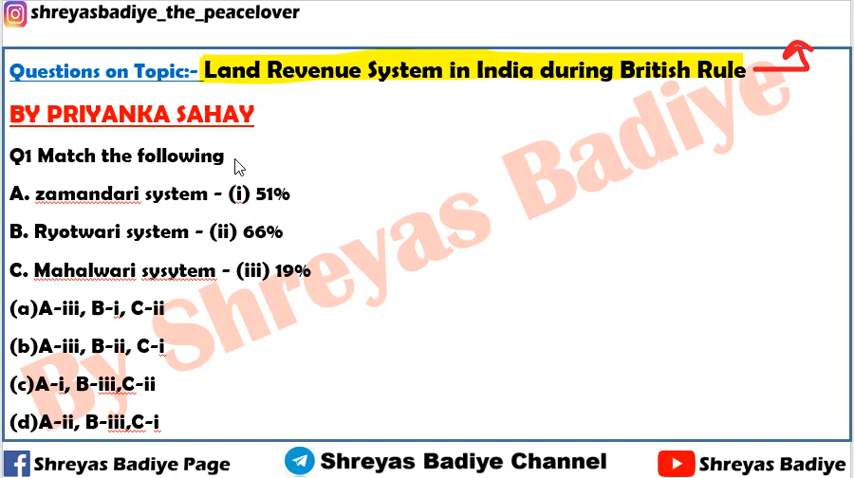 shreyasbadiye_the_peacelover
Questions on Topic:- Land Revenue System in India during British Rule
BY PRIYANKA SAHAY
Q1 Match the following
A. zamandari system - (i) 51%
B. Ryotwari system - (ii) 66%
C. Mahalwari sysytem - (iii) 19%
(a)A-iii, B-i, C-ii
(b)A-iii, B-ii, C-i
(c)A-i, B-iii,C-ii
(d)A-ii, B-iii,C-i
By Shreyas Badiye
Shreyas Badiye Page
Shreyas Badiye Channel
Shreyas Badiye